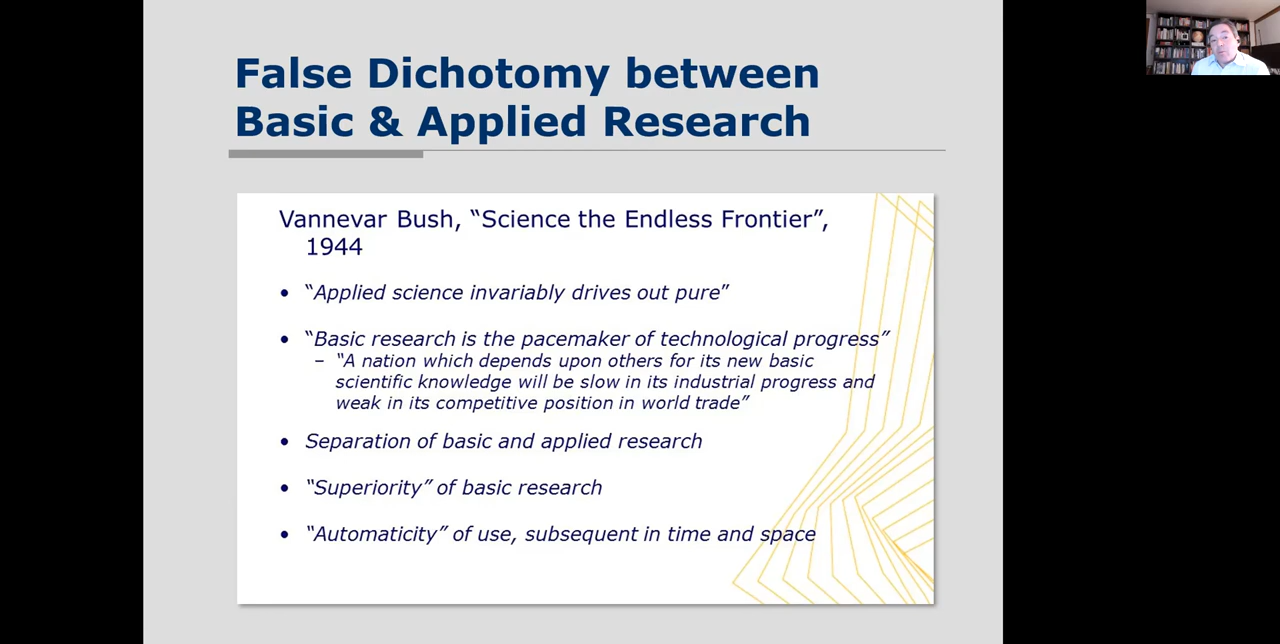 False Dichotomy between
Basic & Applied Research
Vannevar Bush, “Science the Endless Frontier”,
1944
• “Applied science invariably drives out pure”
• “Basic research is the pacemaker of technological progress”
– “A nation which depends upon others for its new basic
scientific knowledge will be slow in its industrial progress and
weak in its competitive position in world trade”
• Separation of basic and applied research
• “Superiority” of basic research
• “Automaticity” of use, subsequent in time and space